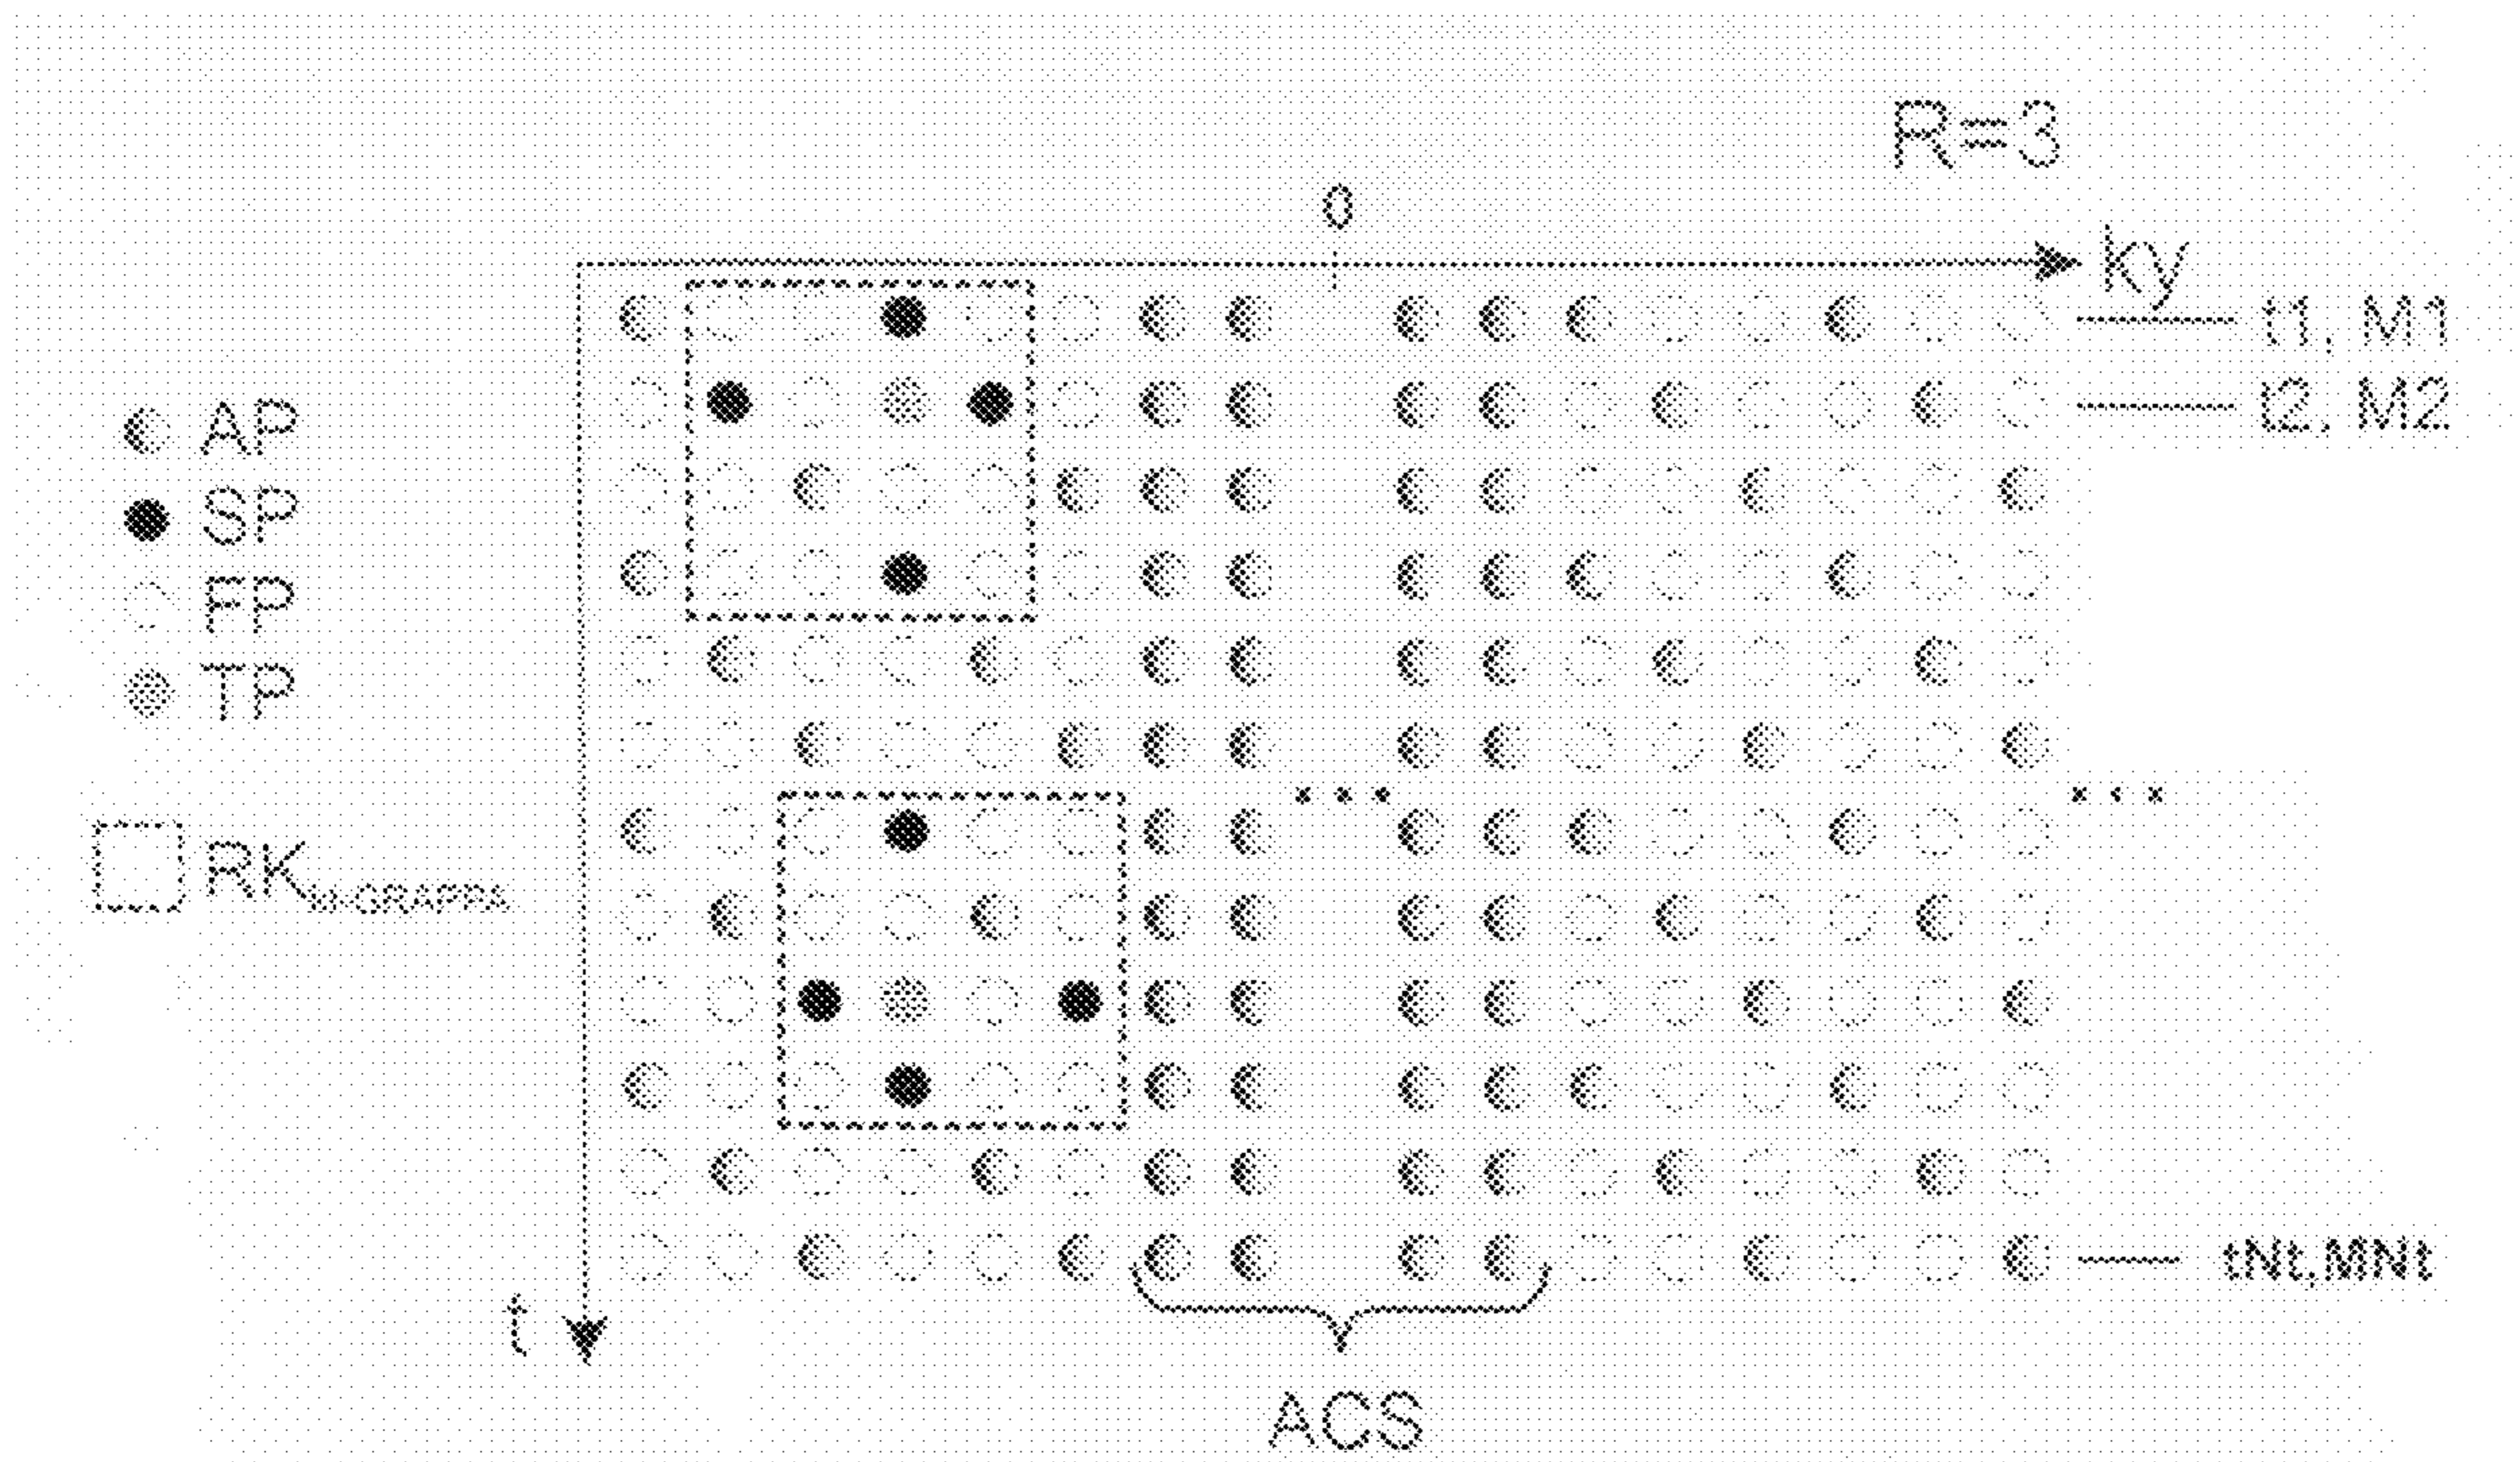 R=3
0
ky
t1, M1
t2, M2
AP
SP
FP
TP
. . .
. . .
RK
tNt,MNt
t
ACS